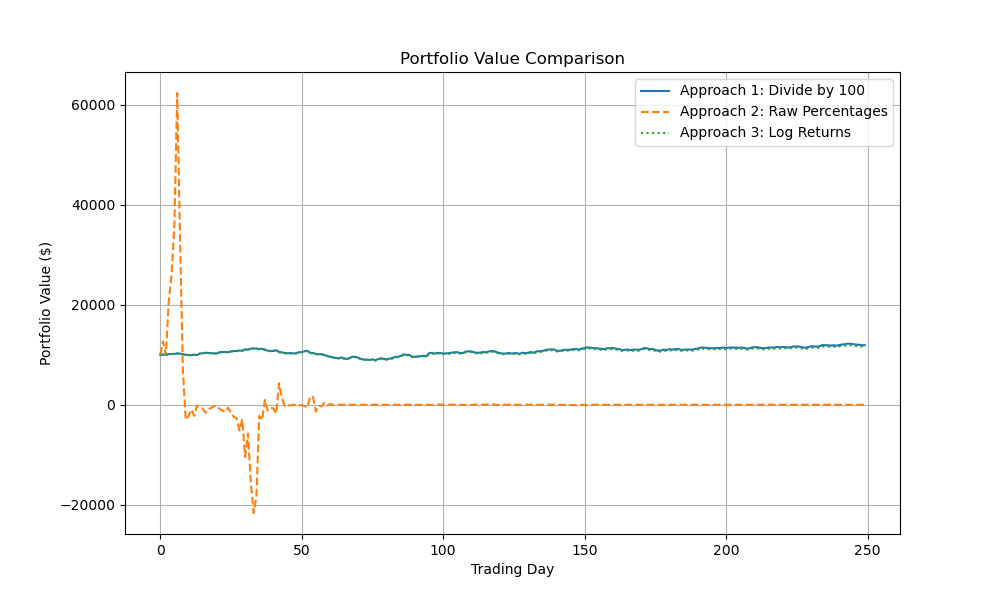 Portfolio Value Comparison
Approach 1: Divide by 100
Approach 2: Raw Percentages
Approach 3: Log Returns
Portfolio Value ($)
60000
40000
20000
0
−20000
0
50
100
150
200
250
Trading Day